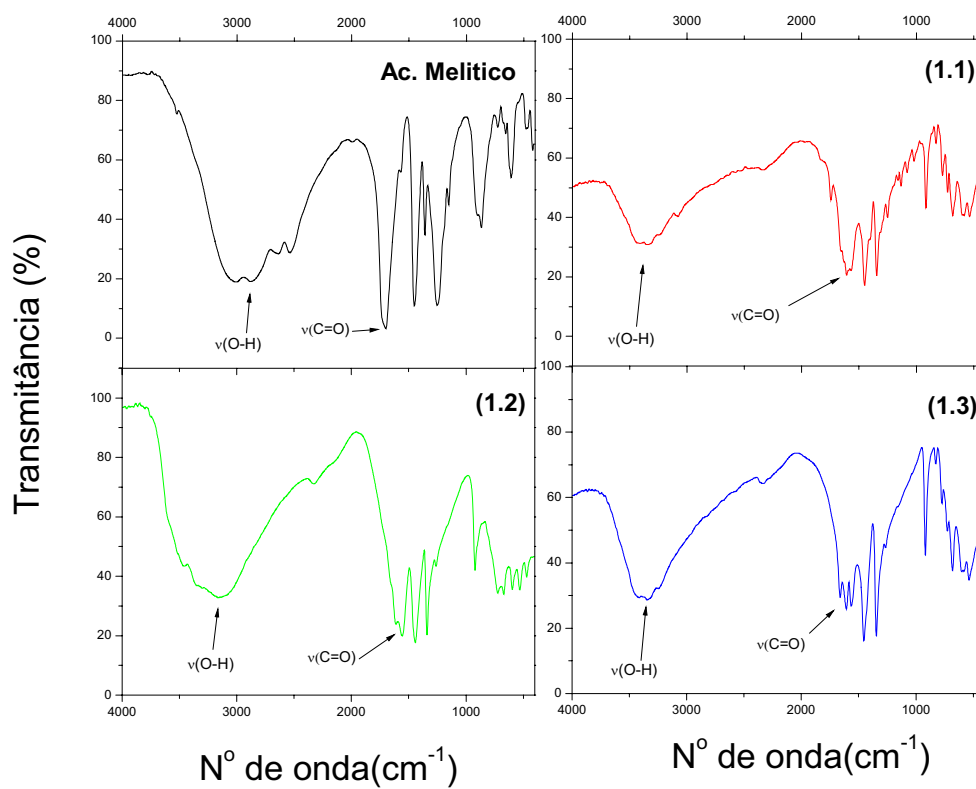 4000 3000 2000 1000
4000 3000 2000 1000
Transmitância (%)
100
80
60
40
20
0
Ac. Melitico
ν(O-H)
ν(C=O)
100
80
60
40
20
0
(1.1)
ν(O-H)
ν(C=O)
100
80
60
40
20
0
(1.2)
ν(O-H)
ν(C=O)
4000 3000 2000 1000
100
80
60
40
20
0
(1.3)
ν(O-H)
ν(C=O)
4000 3000 2000 1000
Nº de onda(cm⁻¹)
Nº de onda(cm⁻¹)